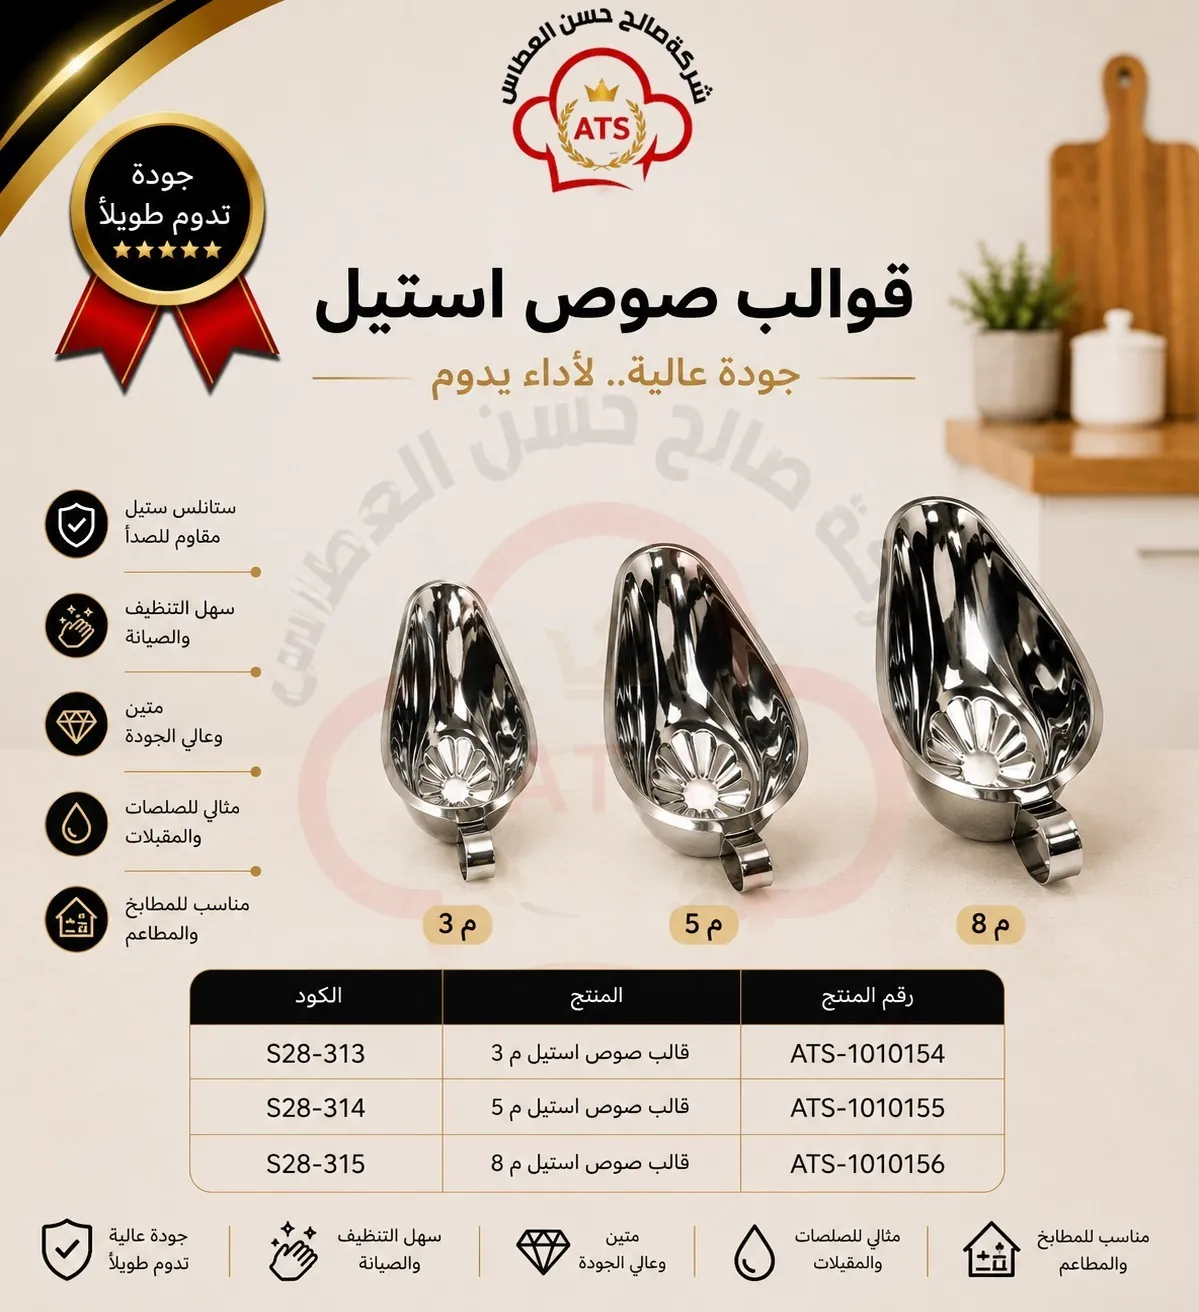 شركة صالح حسن العطاس
ATS
جودة
تدوم طويلأ
قوالب صوص استيل
جودة عالية.. لأداء يدوم
ستانلس ستيل
مقاوم للصدأ
سهل التنظيف
والصيانة
متين
وعالي الجودة
مثالي للصلصات
والمقبلات
مناسب للمطابخ
والمطاعم
م 3
م 5
م 8
رقم المنتج	المنتج	الكود
ATS-1010154	قالب صوص استيل م 3	S28-313
ATS-1010155	قالب صوص استيل م 5	S28-314
ATS-1010156	قالب صوص استيل م 8	S28-315
مناسب للمطابخ
والمطاعم
مثالي للصلصات
والمقيلات
متين
وعالي الجودة
سهل التنظيف
والصيانة
جودة عالية
تدوم طويلأ